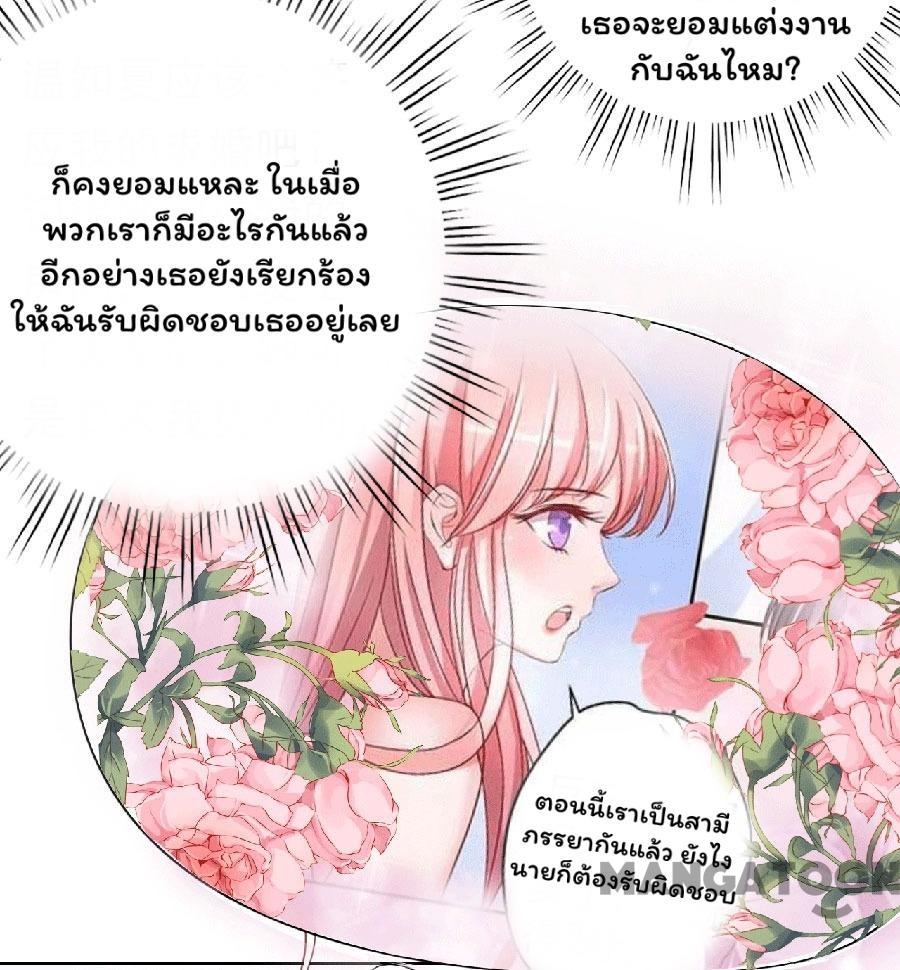 เธอจะยอมแต่งงาน
กับฉันไหม?
ก็คงยอมแหละ ในเมื่อ
พวกเราก็มีอะไรกันแล้ว
อีกอย่างเธอยังเรียกร้อง
ให้ฉันรับผิดชอบเธออยู่เลย
ตอนนี้เราเป็นสามี
ภรรยากันแล้ว ยังไง
นายก็ต้องรับผิดชอบ
MANGATOON